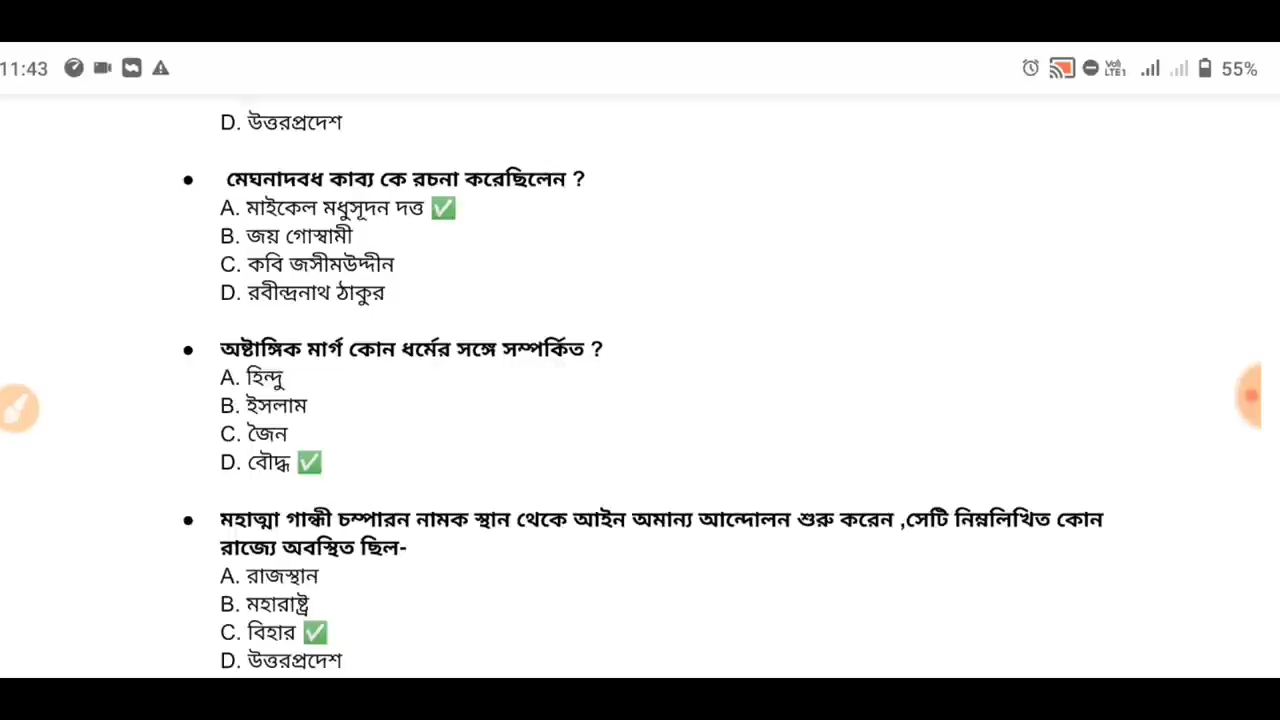 11:43
Vo) LTE1
55%
D. উত্তরপ্রদেশ
● মেঘনাদবধ কাব্য কে রচনা করেছিলেন ?
A. মাইকেল মধুসূদন দত্ত ✅
B. জয় গোস্বামী
C. কবি জসীমউদ্দীন
D. রবীন্দ্রনাথ ঠাকুর
● অষ্টাঙ্গিক মার্গ কোন ধর্মের সঙ্গে সম্পর্কিত ?
A. হিন্দু
B. ইসলাম
C. জৈন
D. বৌদ্ধ ✅
● মহাত্মা গান্ধী চম্পারন নামক স্থান থেকে আইন অমান্য আন্দোলন শুরু করেন ,সেটি নিম্নলিখিত কোন
রাজ্যে অবস্থিত ছিল-
A. রাজস্থান
B. মহারাষ্ট্র
C. বিহার ✅
D. উত্তরপ্রদেশ